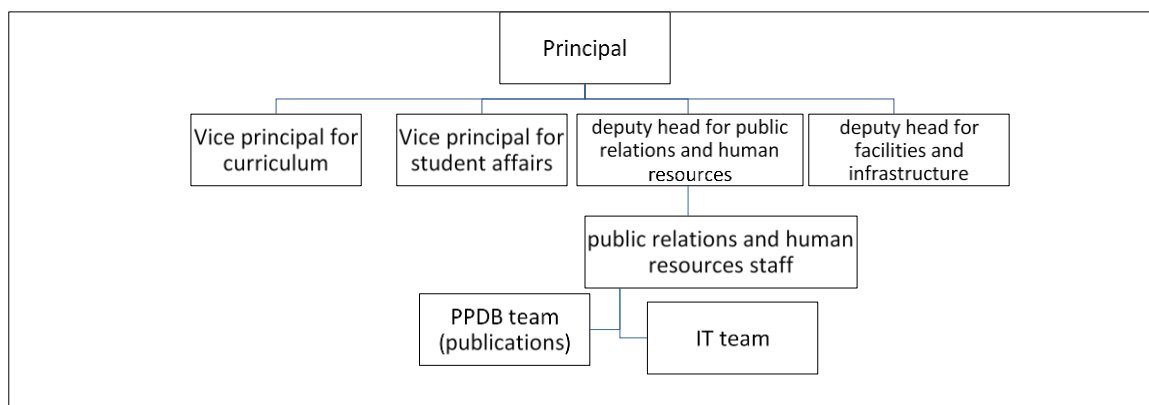 Principal
Vice principal for
curriculum
Vice principal for
student affairs
deputy head for public
relations and human
resources
deputy head for
facilities and
infrastructure
public relations and human
resources staff
PPDB team
(publications)
IT team